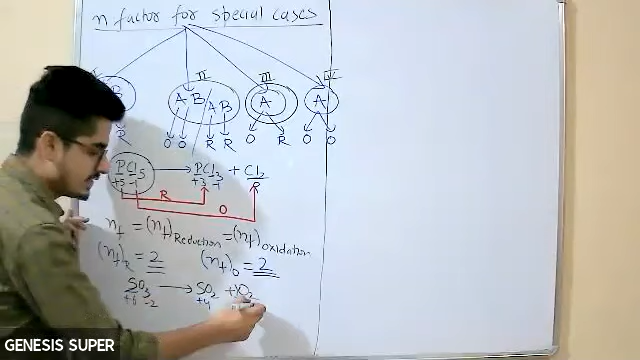 n factor for special cases
II III IV
B A B A B A A
R O O R R O R O O
PCl5 → PCl3 + Cl2
+5 -1 +3 -1
R
O
nf = (nf)Reduction = (nf)Oxidation
(nf)R = 2 (nf)O = 2
SO3 → SO2 + O2
+6 -2 +4
GENESIS SUPER